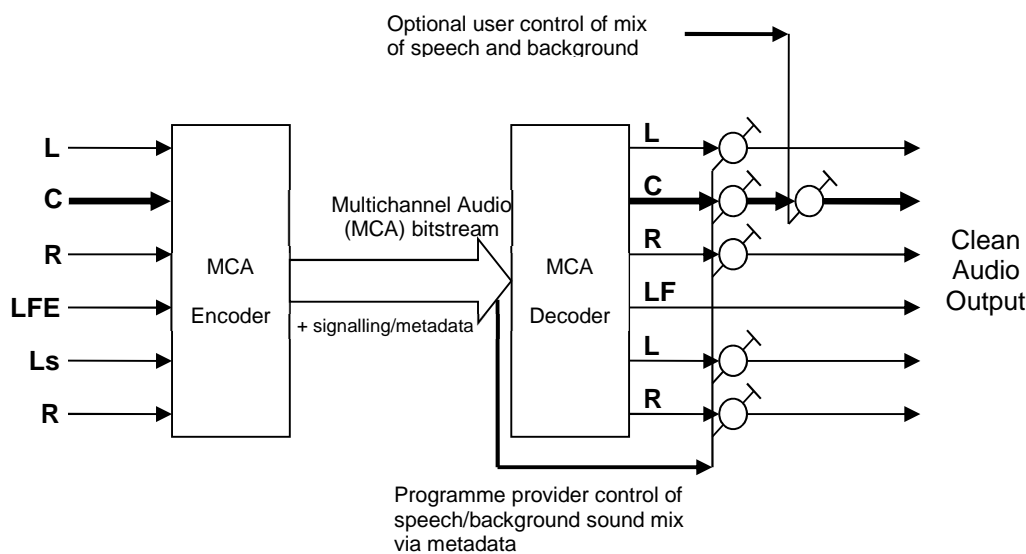 Optional user control of mix
of speech and background
L
C
R
LFE
Ls
R
MCA
Encoder
Multichannel Audio
(MCA) bitstream
+ signalling/metadata
MCA
Decoder
L
C
R
LF
L
R
Clean
Audio
Output
Programme provider control of
speech/background sound mix
via metadata